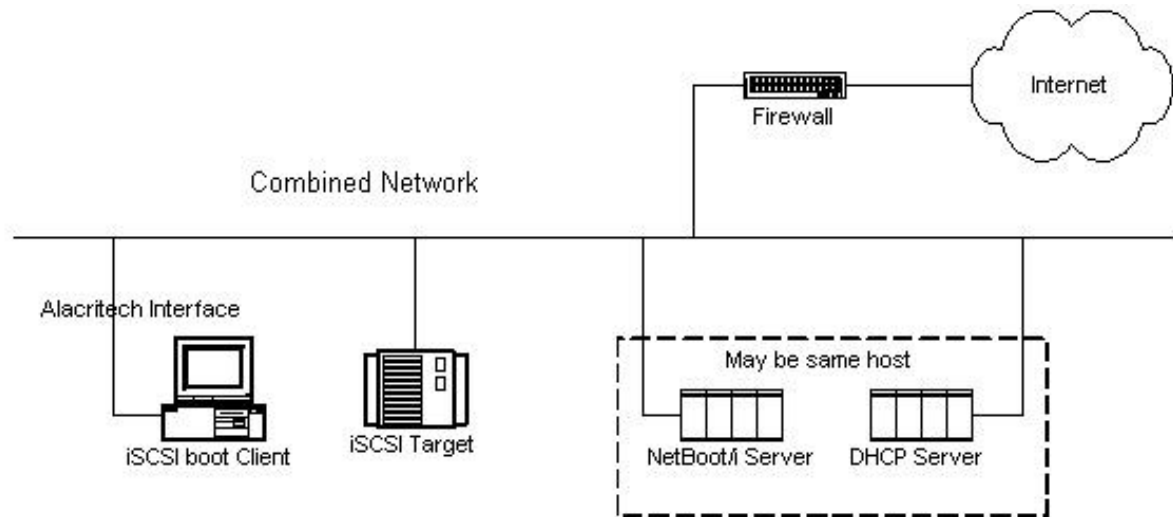 Internet
Firewall
Combined Network
Alacritech Interface
May be same host
iSCSI boot Client
iSCSI Target
NetBoot/i Server
DHCP Server